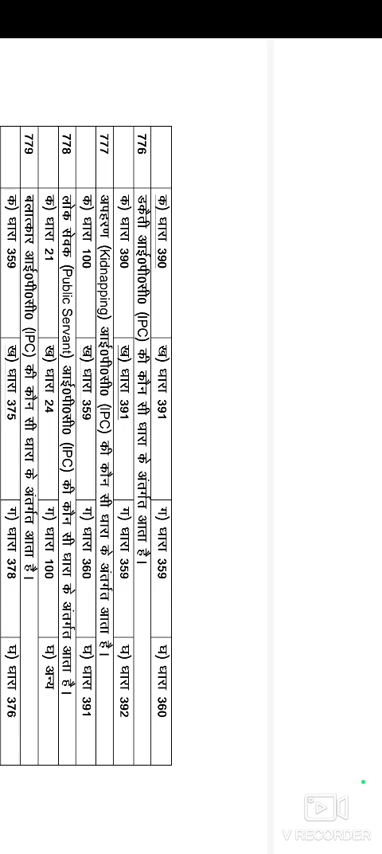 क) धारा 390 ख) धारा 391 ग) धारा 359 घ) धारा 360
776 डकैती आई0पी0सी0 (IPC) की कौन सी धारा के अंतर्गत आता है।
क) धारा 390 ख) धारा 391 ग) धारा 359 घ) धारा 392
777 अपहरण (Kidnapping) आई0पी0सी0 (IPC) की कौन सी धारा के अंतर्गत आता है।
क) धारा 100 ख) धारा 359 ग) धारा 360 घ) धारा 391
778 लोक सेवक (Public Servant) आई0पी0सी0 (IPC) की कौन सी धारा के अंतर्गत आता है।
क) धारा 21 ख) धारा 24 ग) धारा 100 घ) अन्य
779 बलात्कार आई0पी0सी0 (IPC) की कौन सी धारा के अंतर्गत आता है।
क) धारा 359 ख) धारा 375 ग) धारा 378 घ) धारा 376
V RECORDER